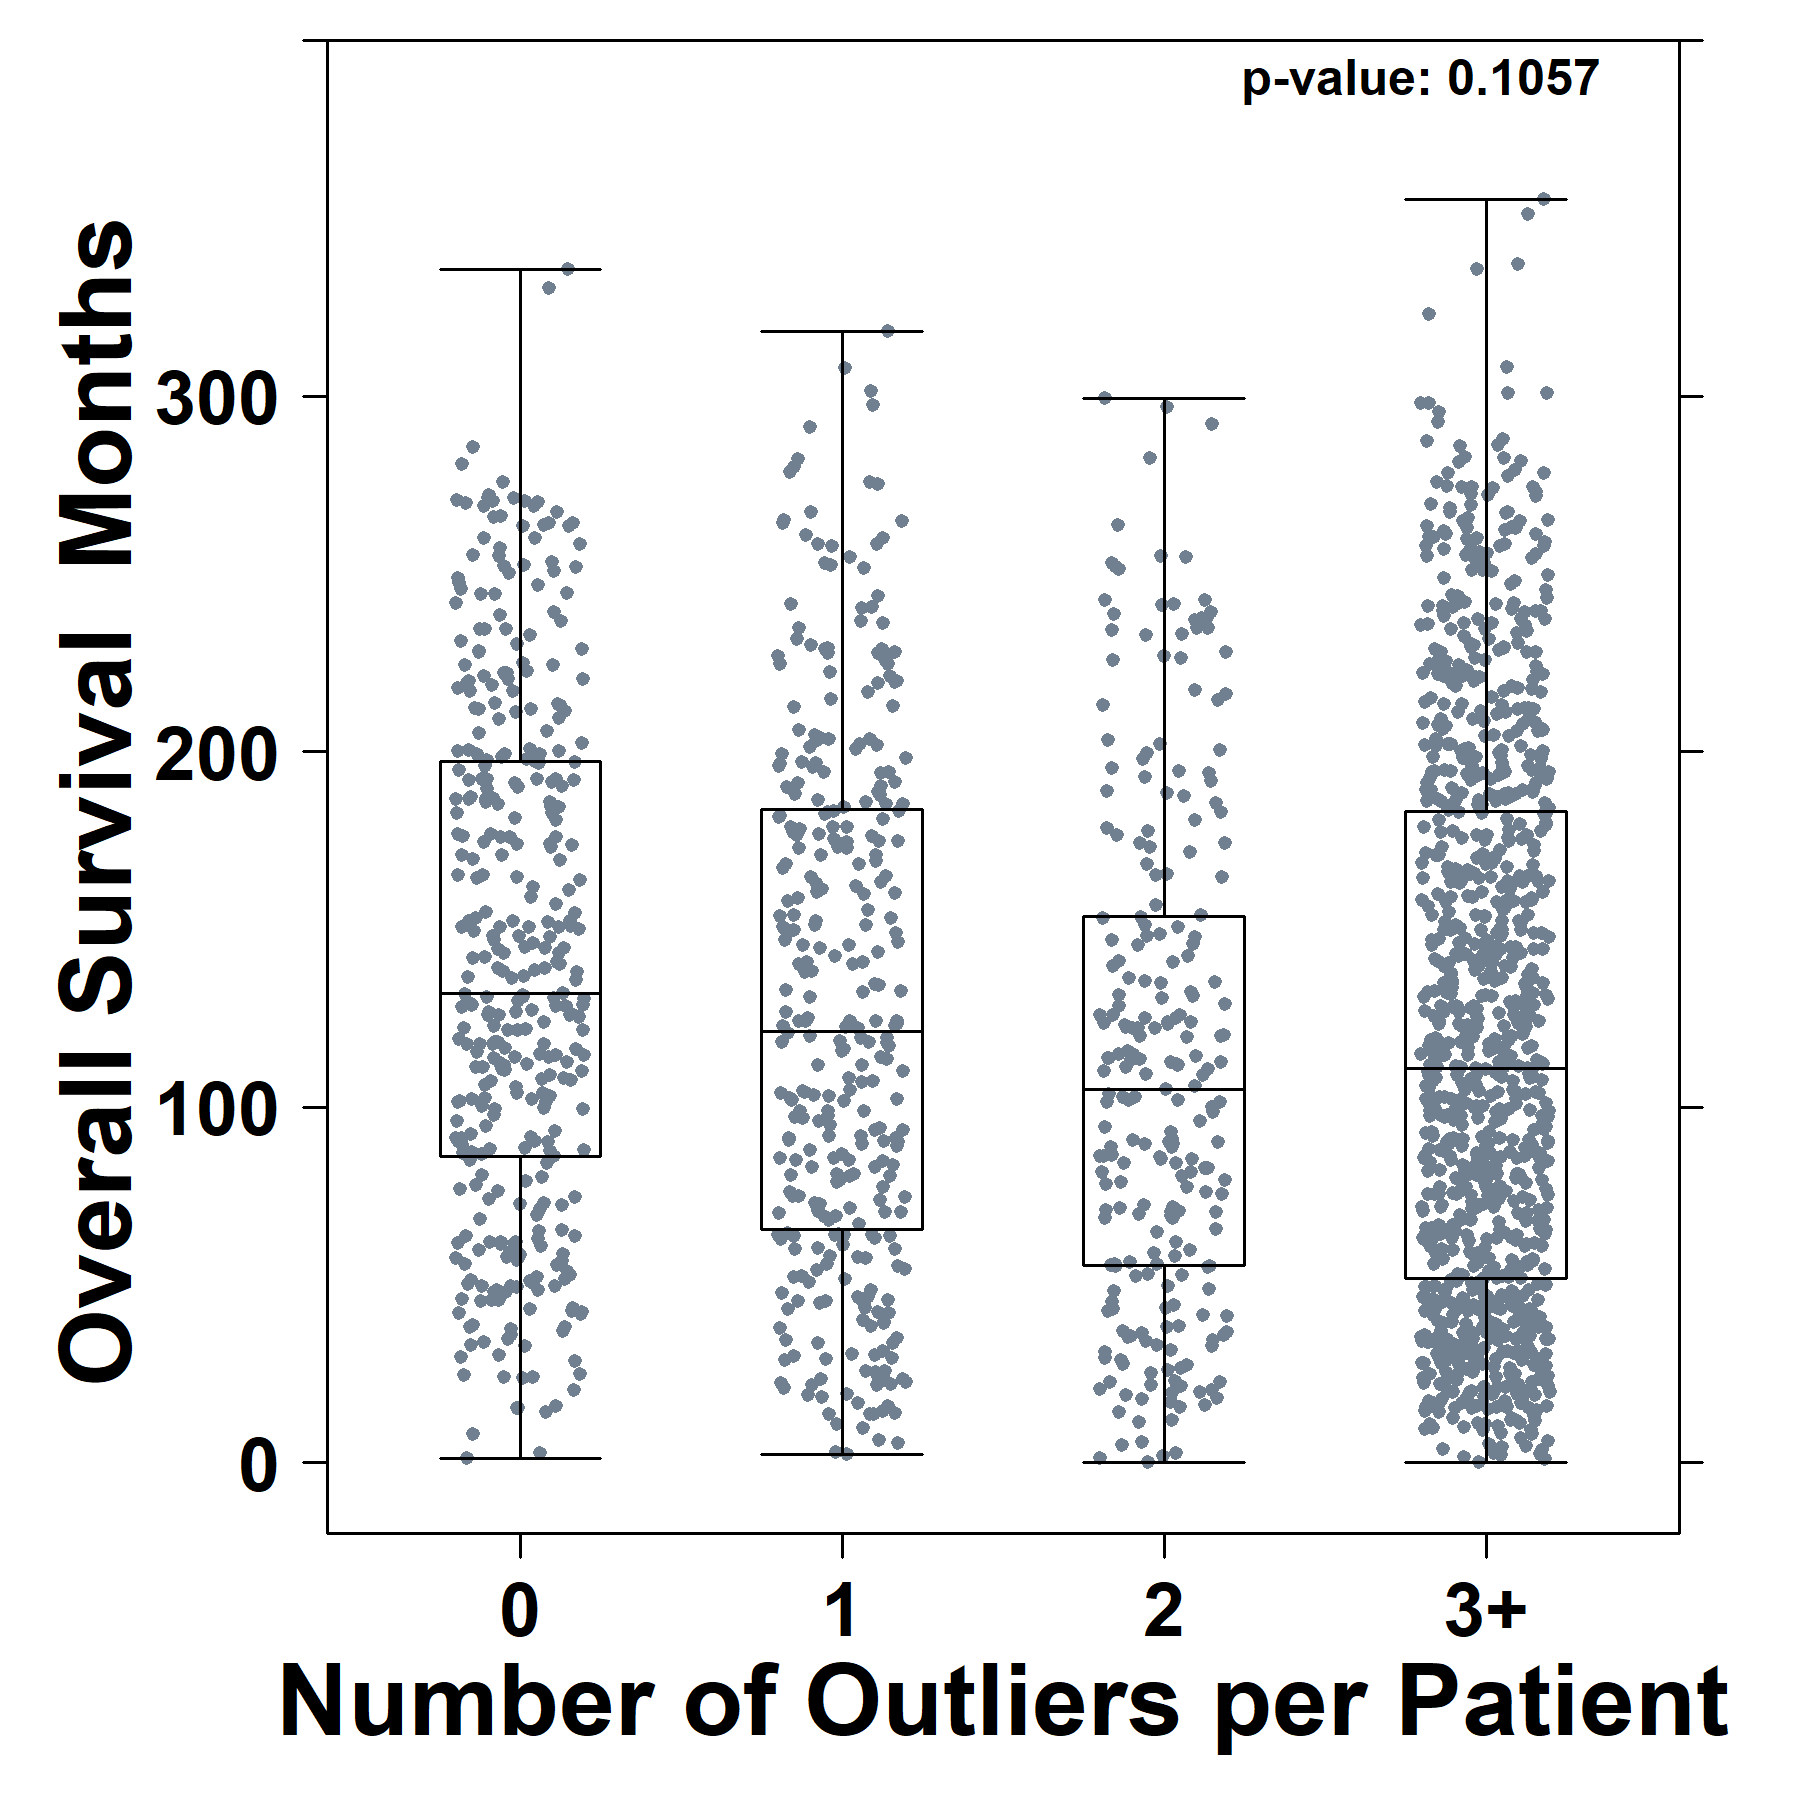 p-value: 0.1057
Overall Survival Months
300
200
100
0
0 1 2 3+
Number of Outliers per Patient